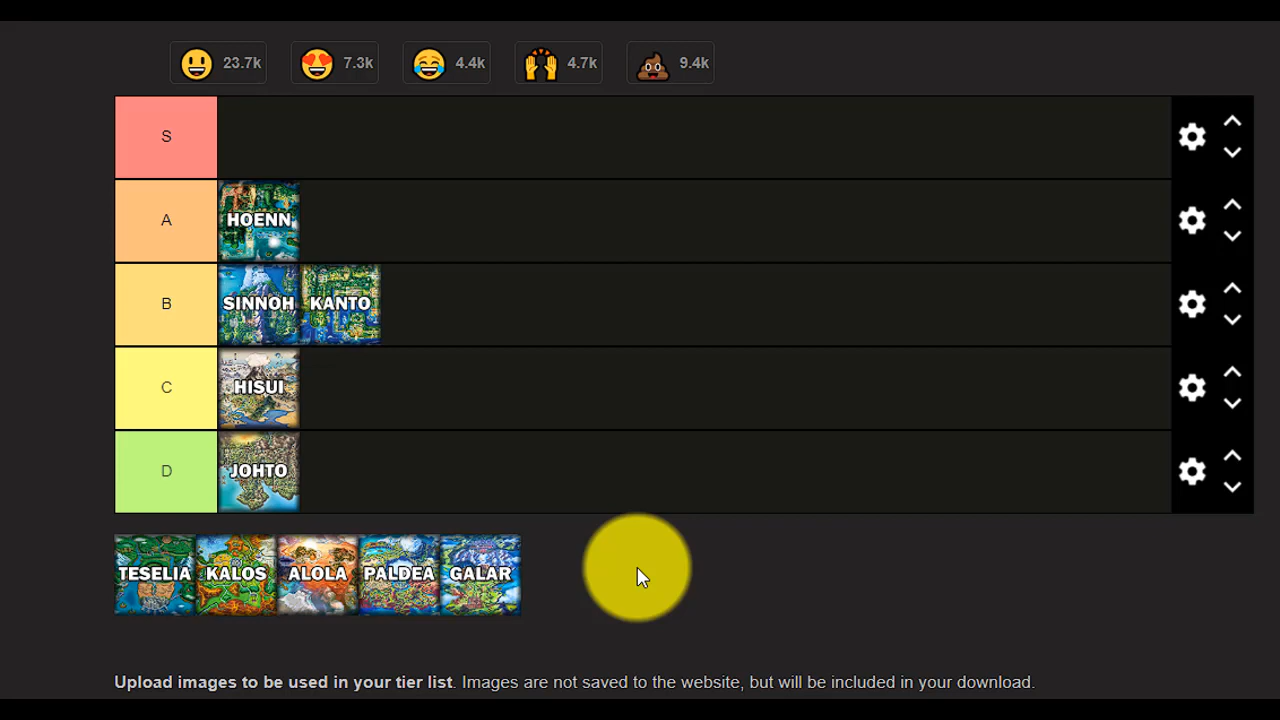 23.7k 7.3k 4.4k 4.7k 9.4k
S
A HOENN
B SINNOH KANTO
C HISUI
D JOHTO
TESELIA KALOS ALOLA PALDEA GALAR
Upload images to be used in your tier list. Images are not saved to the website, but will be included in your download.